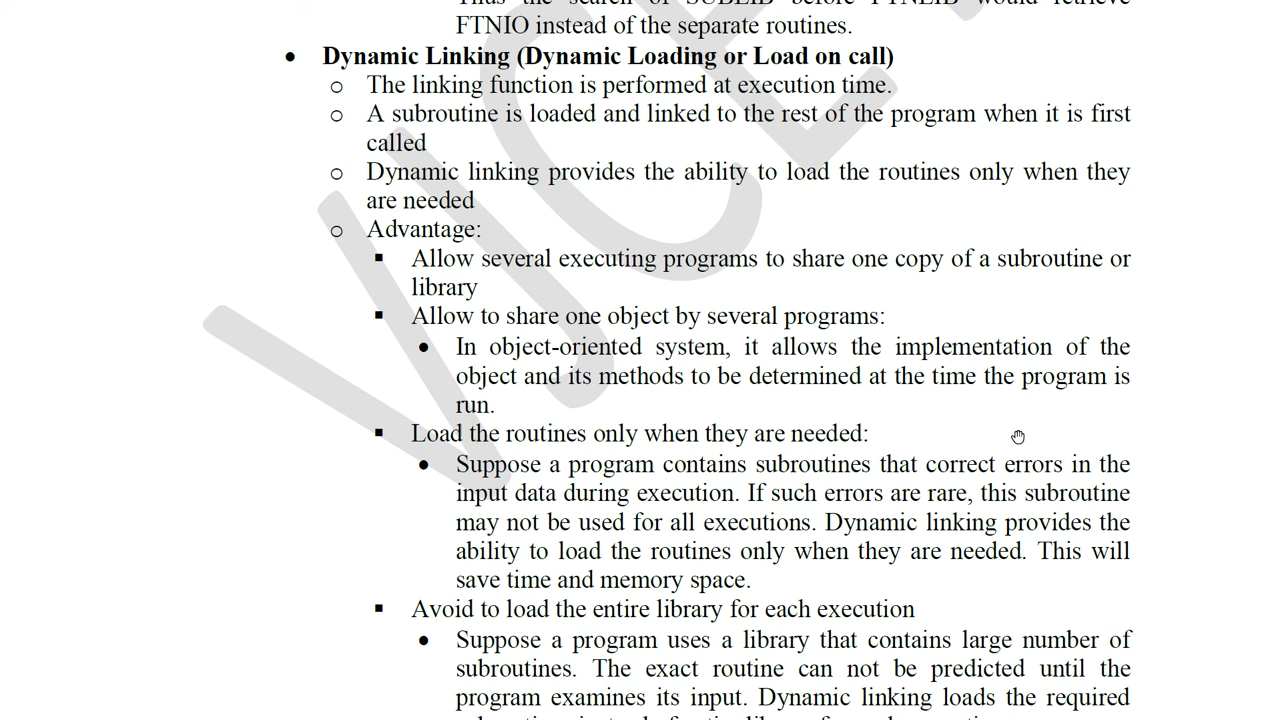 FTNIO instead of the separate routines.
• Dynamic Linking (Dynamic Loading or Load on call)
o The linking function is performed at execution time.
o A subroutine is loaded and linked to the rest of the program when it is first
called
o Dynamic linking provides the ability to load the routines only when they
are needed
o Advantage:
▪ Allow several executing programs to share one copy of a subroutine or
library
▪ Allow to share one object by several programs:
• In object-oriented system, it allows the implementation of the
object and its methods to be determined at the time the program is
run.
▪ Load the routines only when they are needed:
• Suppose a program contains subroutines that correct errors in the
input data during execution. If such errors are rare, this subroutine
may not be used for all executions. Dynamic linking provides the
ability to load the routines only when they are needed. This will
save time and memory space.
▪ Avoid to load the entire library for each execution
• Suppose a program uses a library that contains large number of
subroutines. The exact routine can not be predicted until the
program examines its input. Dynamic linking loads the required